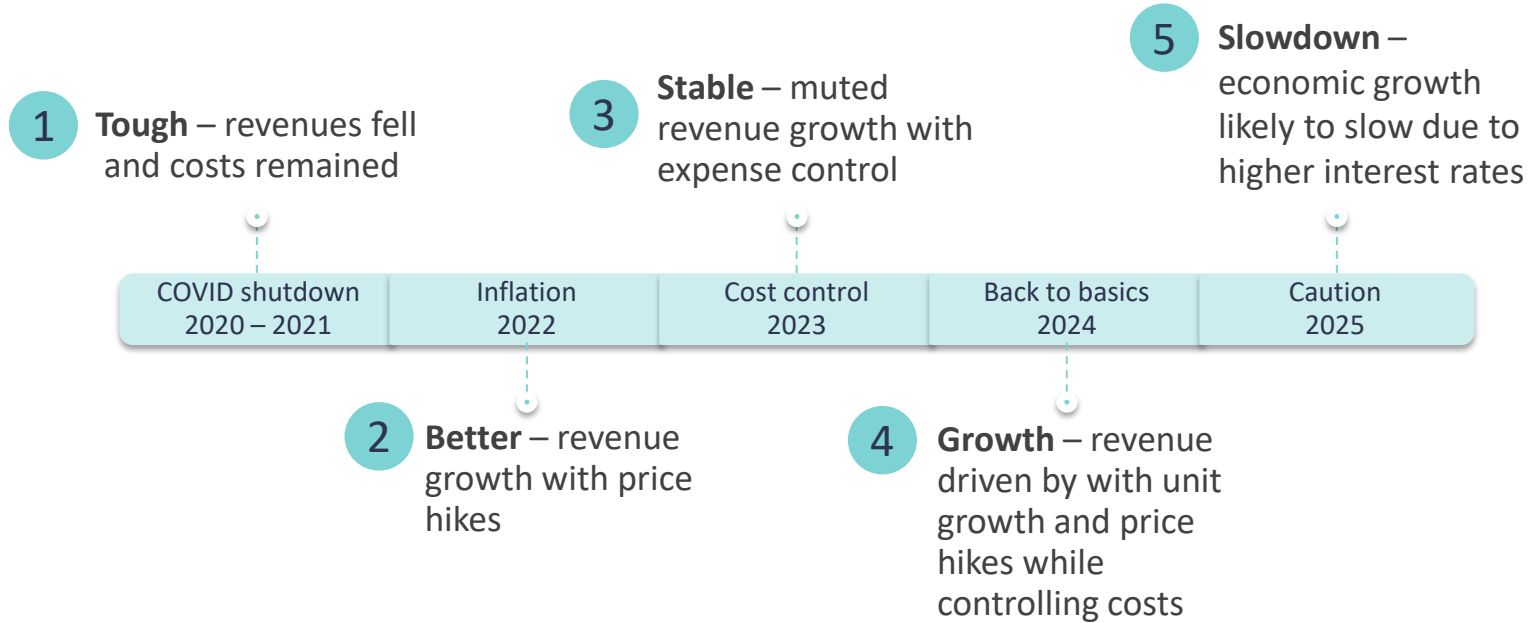 1
Tough – revenues fell
and costs remained
3
Stable – muted
revenue growth with
expense control
5
Slowdown –
economic growth
likely to slow due to
higher interest rates
COVID shutdown
2020 – 2021
Inflation
2022
Cost control
2023
Back to basics
2024
Caution
2025
2
Better – revenue
growth with price
hikes
4
Growth – revenue
driven by with unit
growth and price
hikes while
controlling costs